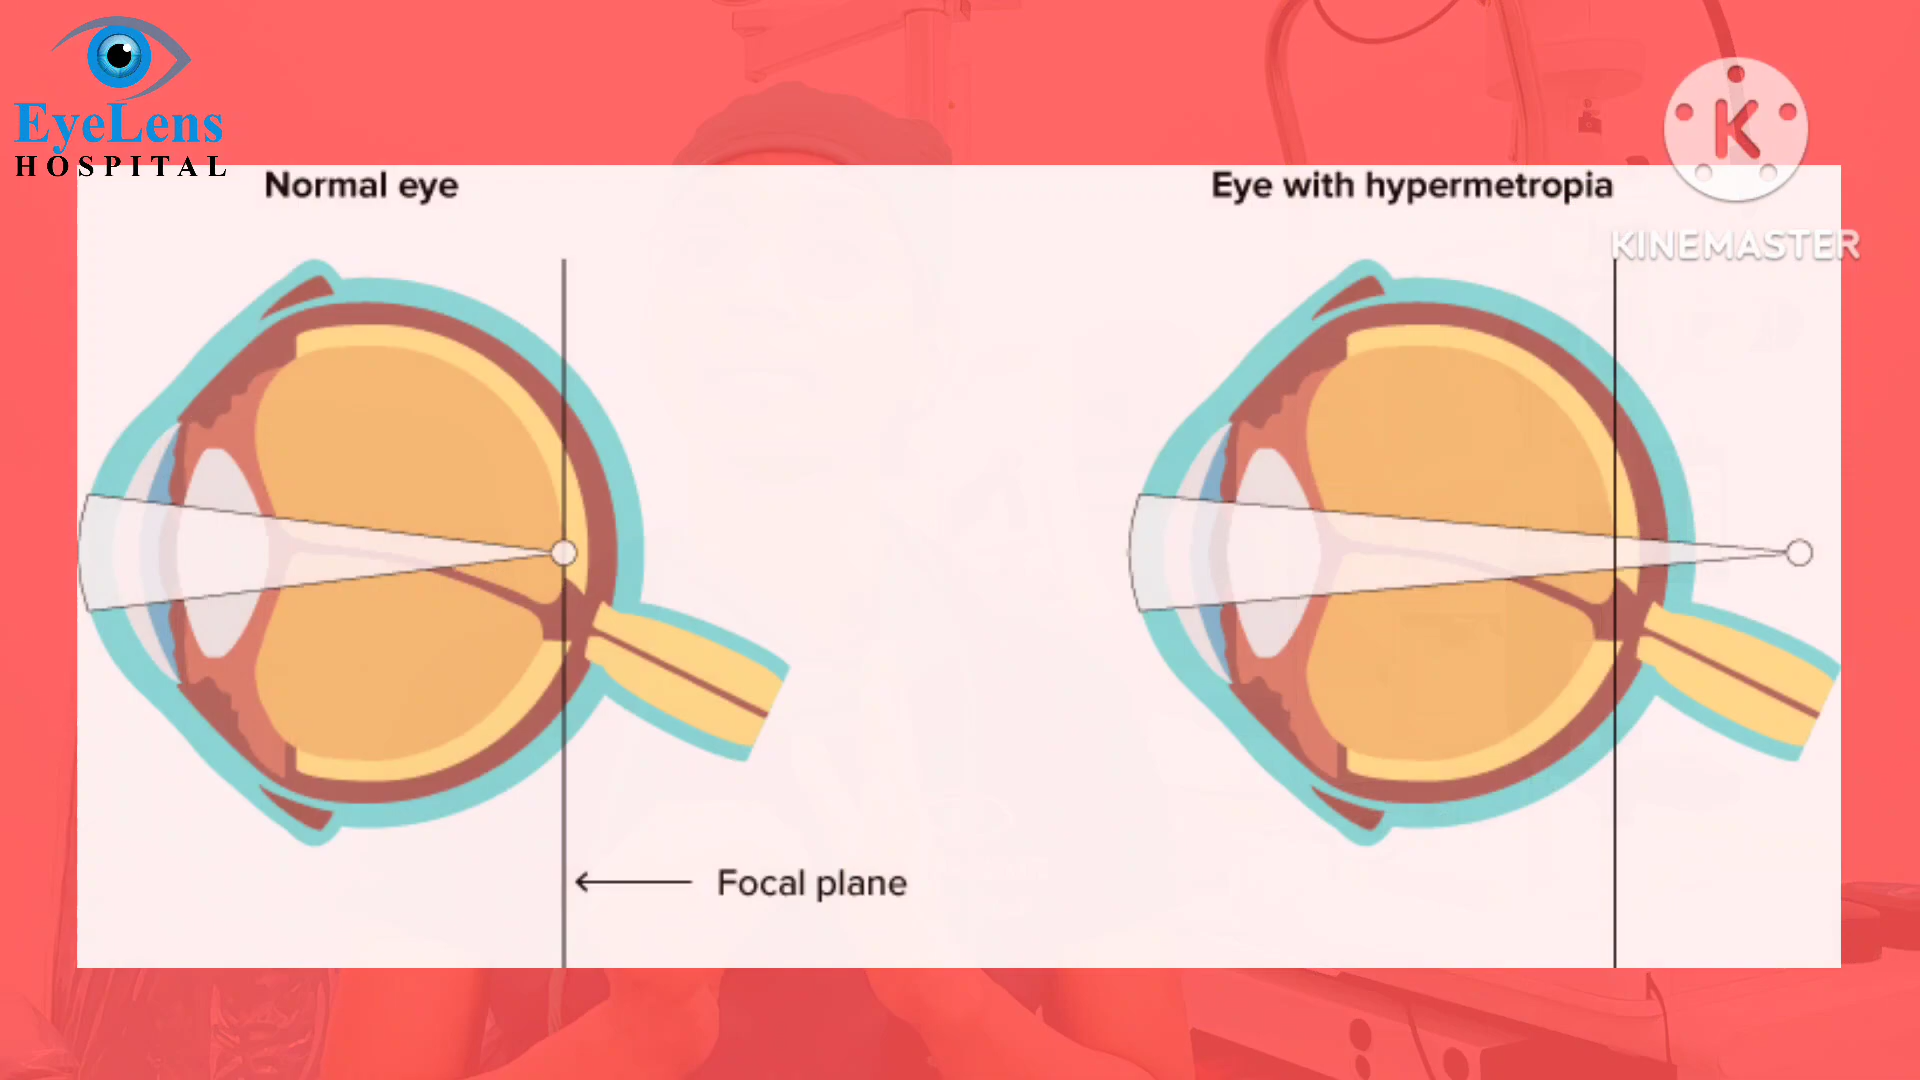 EyeLens
HOSPITAL
Normal eye
Eye with hypermetropia
K
KINEMASTER
Focal plane